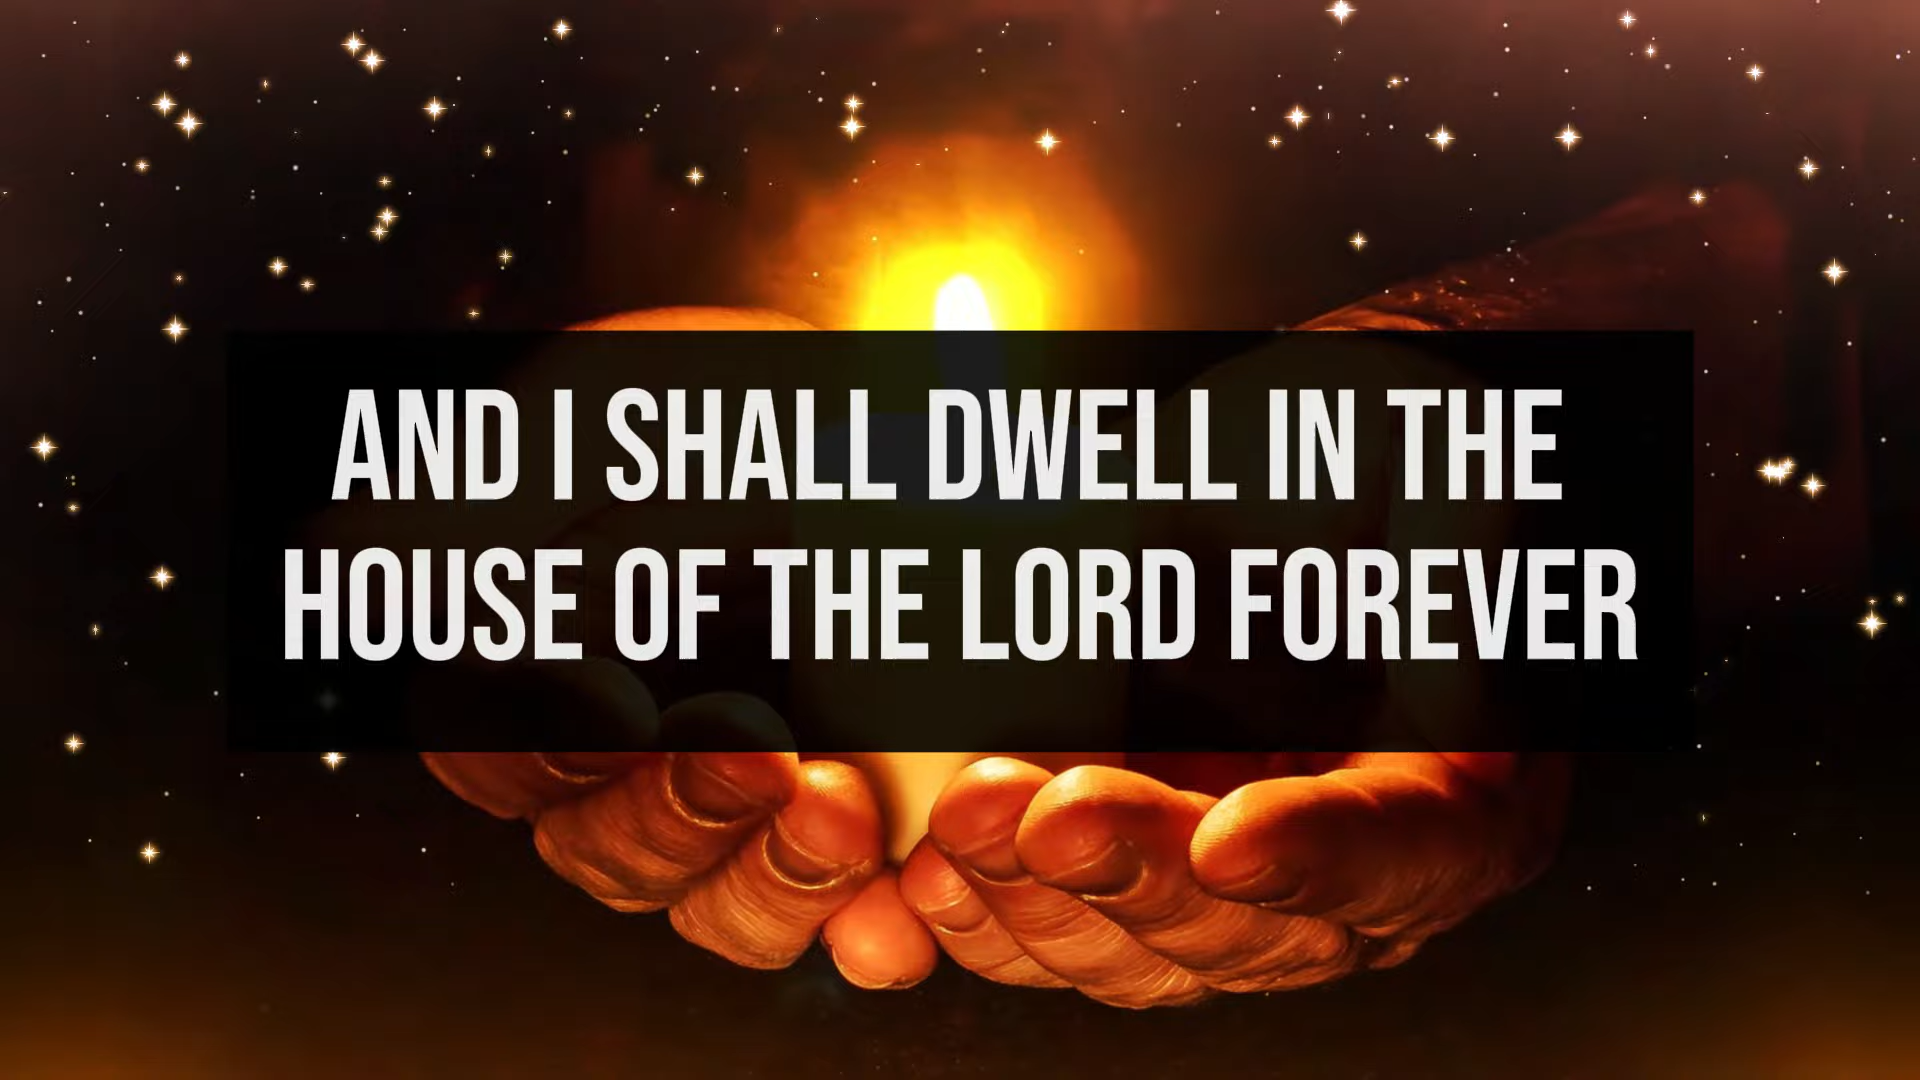 AND I SHALL DWELL IN THE
HOUSE OF THE LORD FOREVER